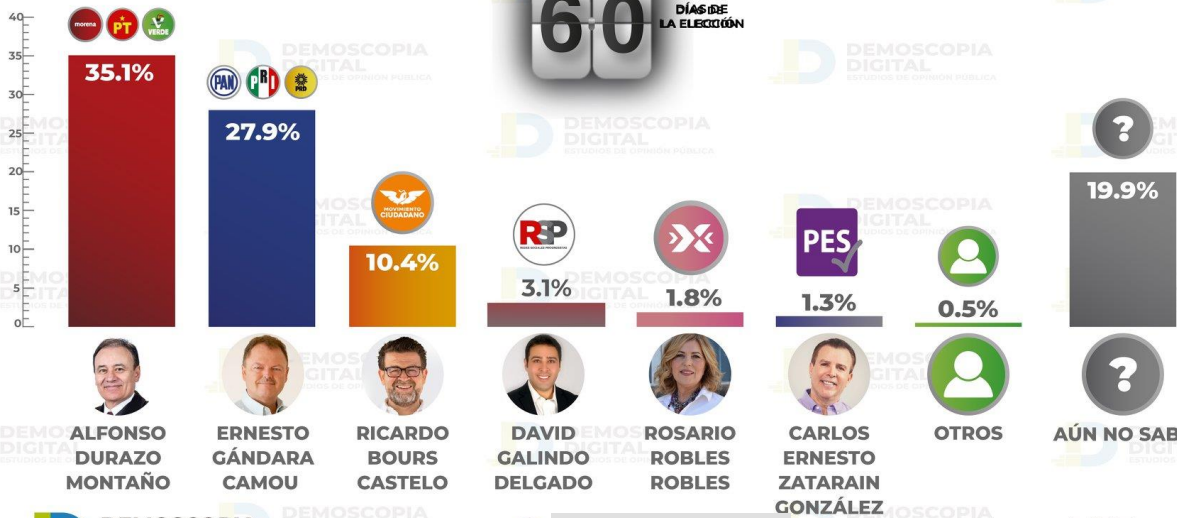 60
DÍAS DE
LA ELECCIÓN
40
35
30
25
20
15
10
5
0
morena
PT
VERDE
35.1%
PAN
PRI
PRD
27.9%
MOVIMIENTO
CIUDADANO
10.4%
RSP
REDES SOCIALES PROGRESISTAS
3.1%
1.8%
PES
1.3%
0.5%
?
19.9%
?
ALFONSO
DURAZO
MONTAÑO
ERNESTO
GÁNDARA
CAMOU
RICARDO
BOURS
CASTELO
DAVID
GALINDO
DELGADO
ROSARIO
ROBLES
ROBLES
CARLOS
ERNESTO
ZATARAIN
GONZÁLEZ
OTROS
AÚN NO SAB
DEMOSCOPIA
DIGITAL
ESTUDIOS DE OPINIÓN PÚBLICA